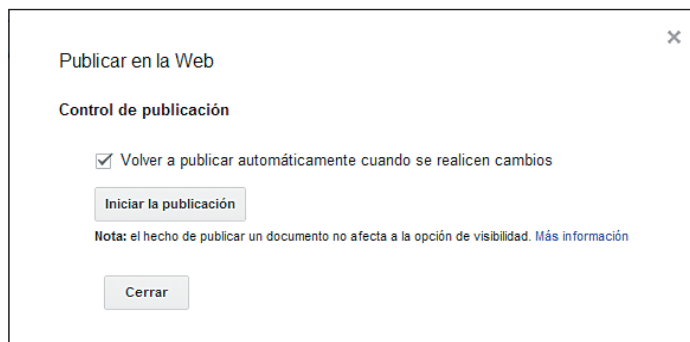 Publicar en la Web
Control de publicación
Volver a publicar automáticamente cuando se realicen cambios
Iniciar la publicación
Nota: el hecho de publicar un documento no afecta a la opción de visibilidad. Más información
Cerrar